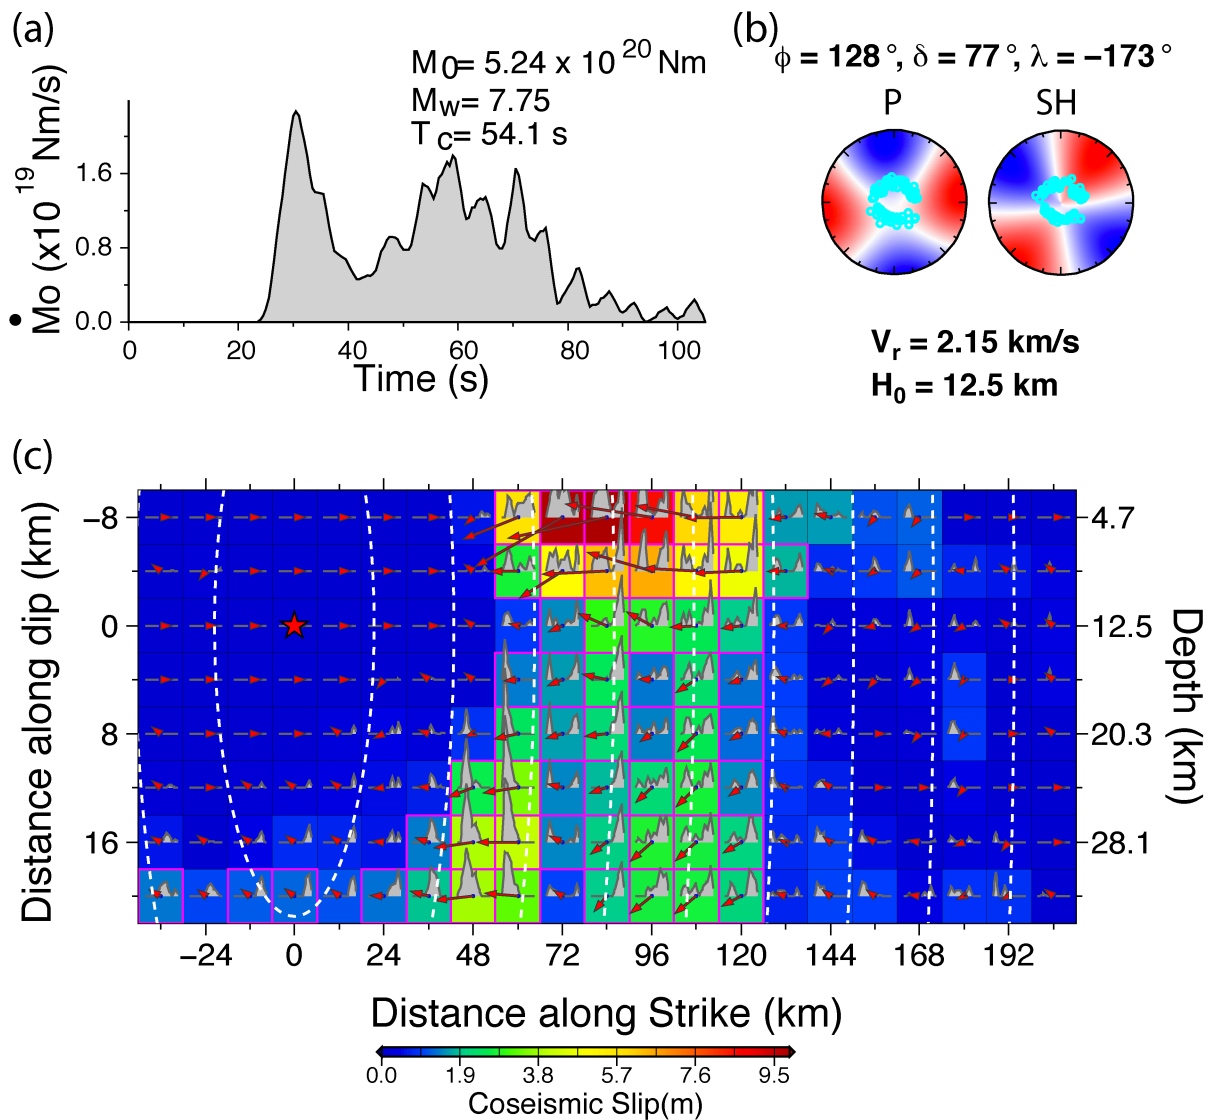 (a)
M0= 5.24 x 10 20 Nm
Mw= 7.75
Tc= 54.1 s
Mo (x10 19 Nm/s)
1.6
0.8
0.0
0 20 40 60 80 100
Time (s)
(b)
ϕ = 128 °, δ = 77 °, λ = −173 °
P SH
Vr = 2.15 km/s
H0 = 12.5 km
(c)
Distance along dip (km)
−8
0
8
16
4.7
12.5
20.3
28.1
Depth (km)
−24 0 24 48 72 96 120 144 168 192
Distance along Strike (km)
0.0 1.9 3.8 5.7 7.6 9.5
Coseismic Slip(m)